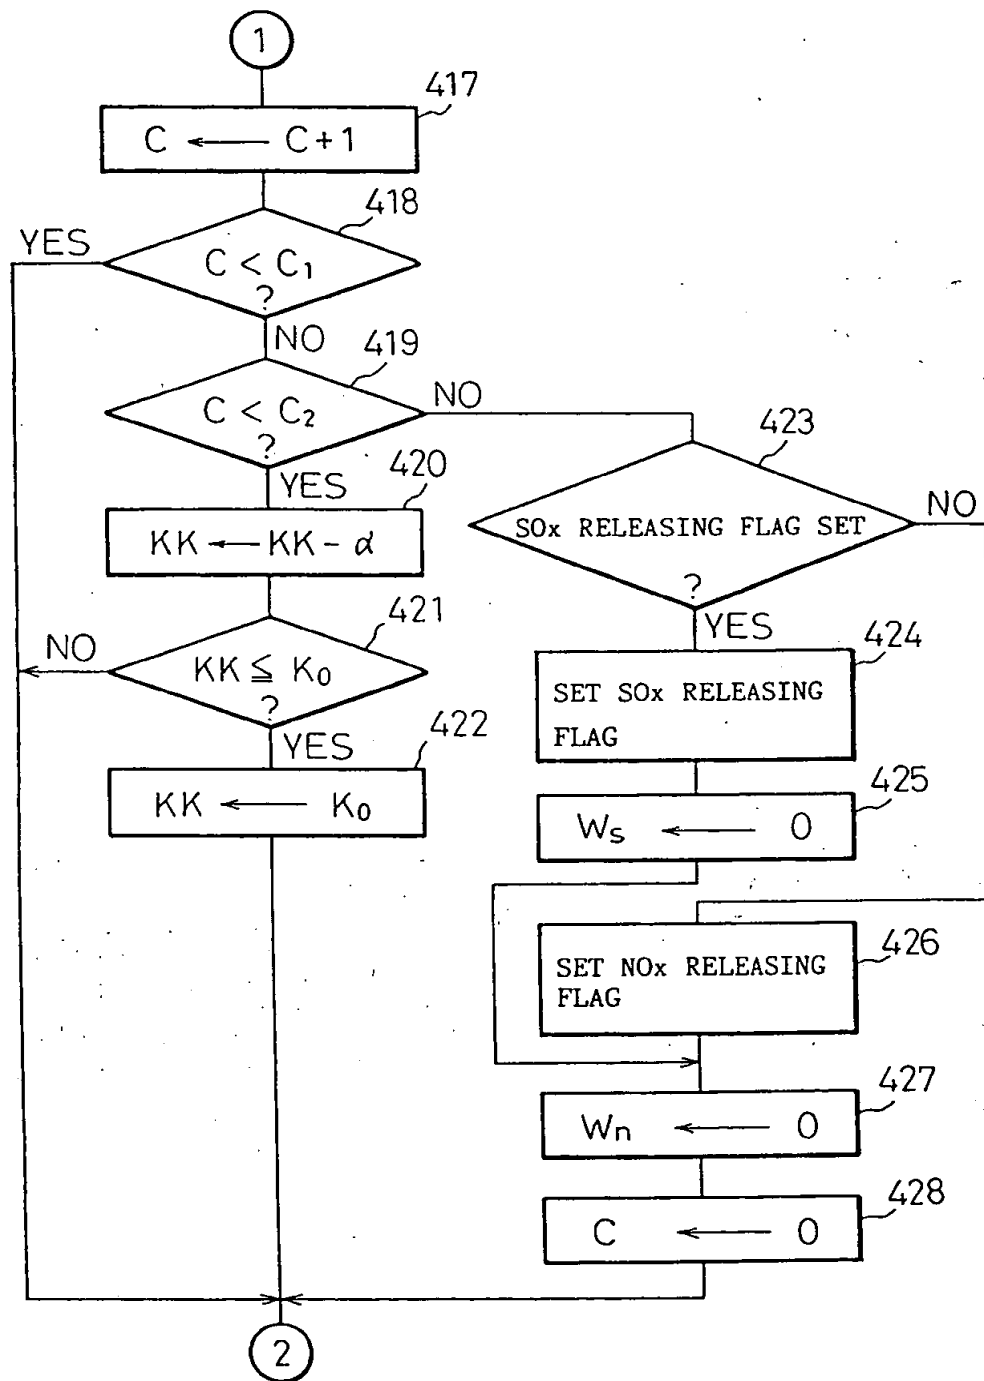 1
417
C ← C+1
418
YES
C < C₁
?
NO
419
C < C₂
?
NO
YES
420
KK ← KK - α
421
NO
KK ≦ K₀
?
YES
422
KK ← K₀
423
SOx RELEASING FLAG SET
?
NO
YES
424
SET SOx RELEASING
FLAG
425
Ws ← 0
426
SET NOx RELEASING
FLAG
427
Wn ← 0
428
C ← 0
2